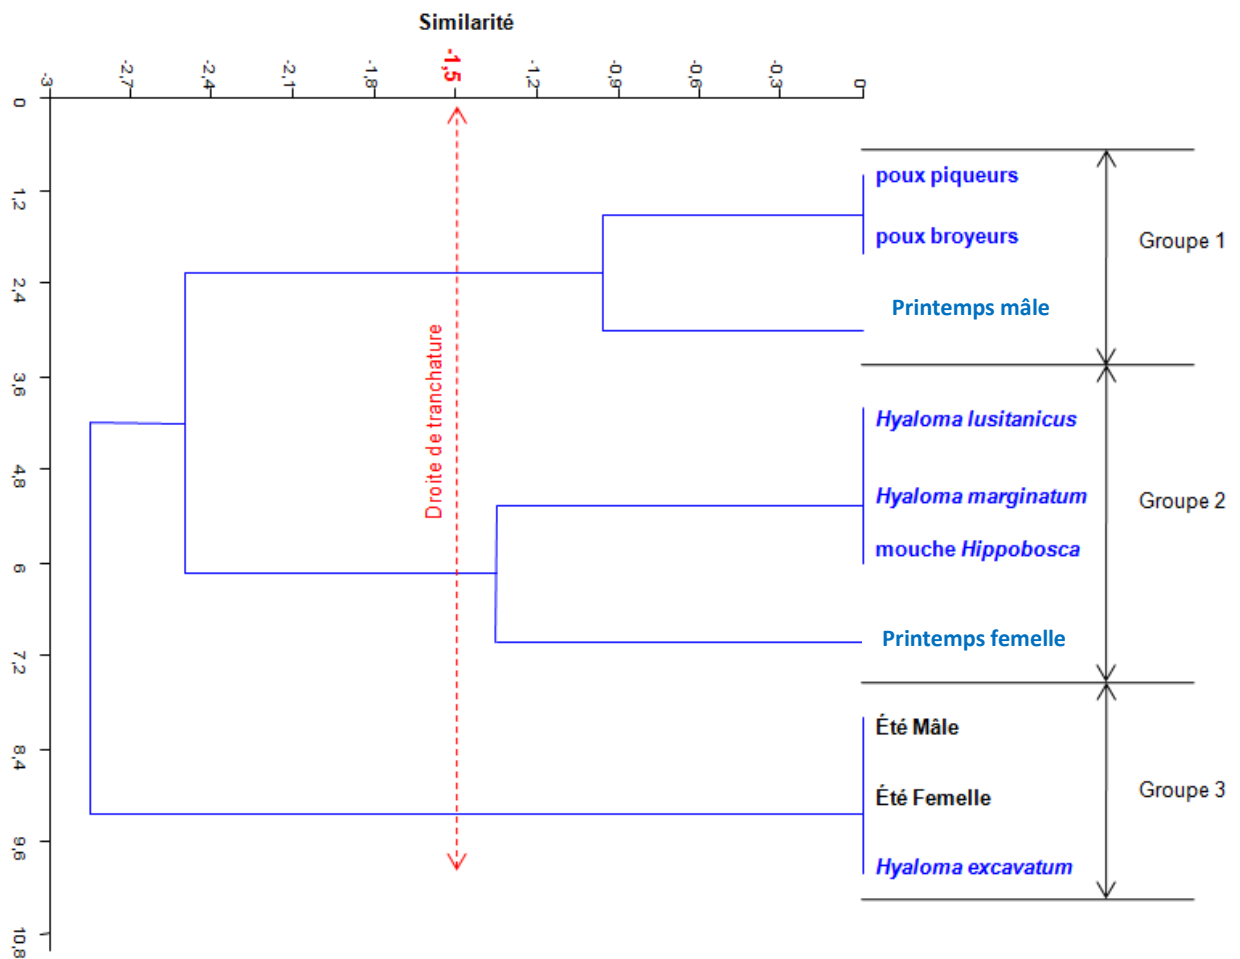 Similarité
-3
-2,7
-2,4
-2,1
-1,8
-1,5
-1,2
-0,9
-0,6
-0,3
0
0
1,2
2,4
3,6
4,8
6
7,2
8,4
9,6
10,8
Droite de tranchature
poux piqueurs
poux broyeurs
Printemps mâle
Groupe 1
Hyaloma lusitanicus
Hyaloma marginatum
mouche Hippobosca
Printemps femelle
Groupe 2
Été Mâle
Été Femelle
Hyaloma excavatum
Groupe 3